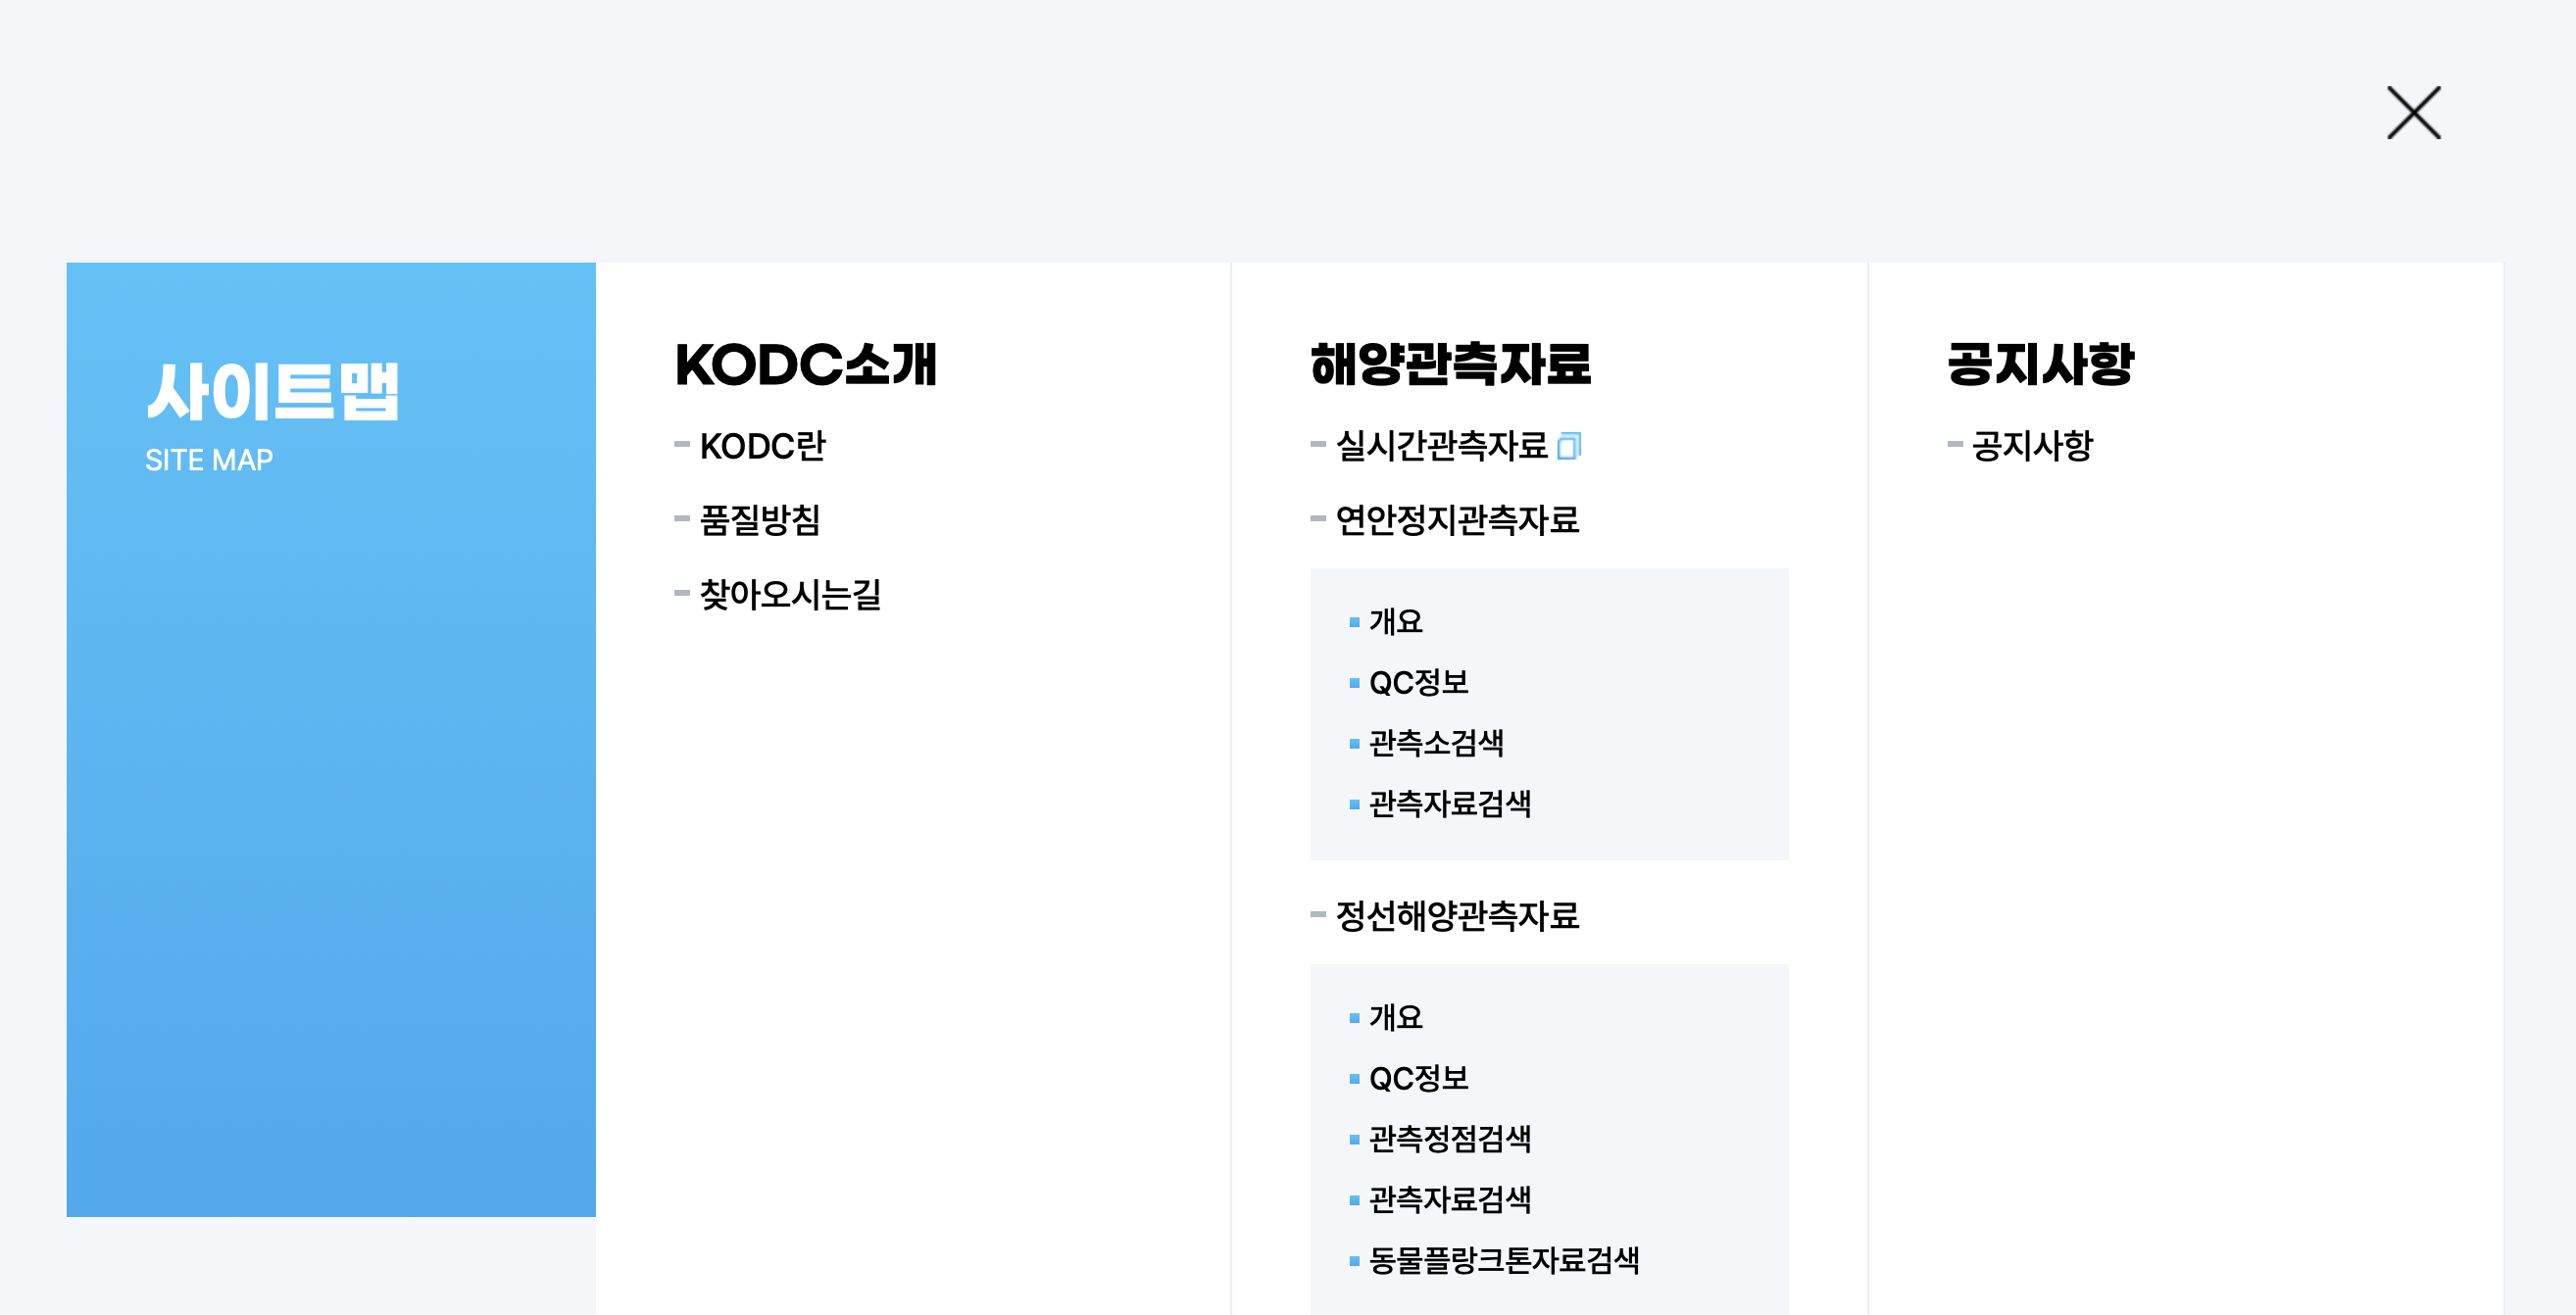 사이트맵
SITE MAP
KODC소개
KODC란
품질방침
찾아오시는길
해양관측자료
실시간관측자료
연안정지관측자료
개요
QC정보
관측소검색
관측자료검색
정선해양관측자료
개요
QC정보
관측정점검색
관측자료검색
동물플랑크톤자료검색
공지사항
공지사항